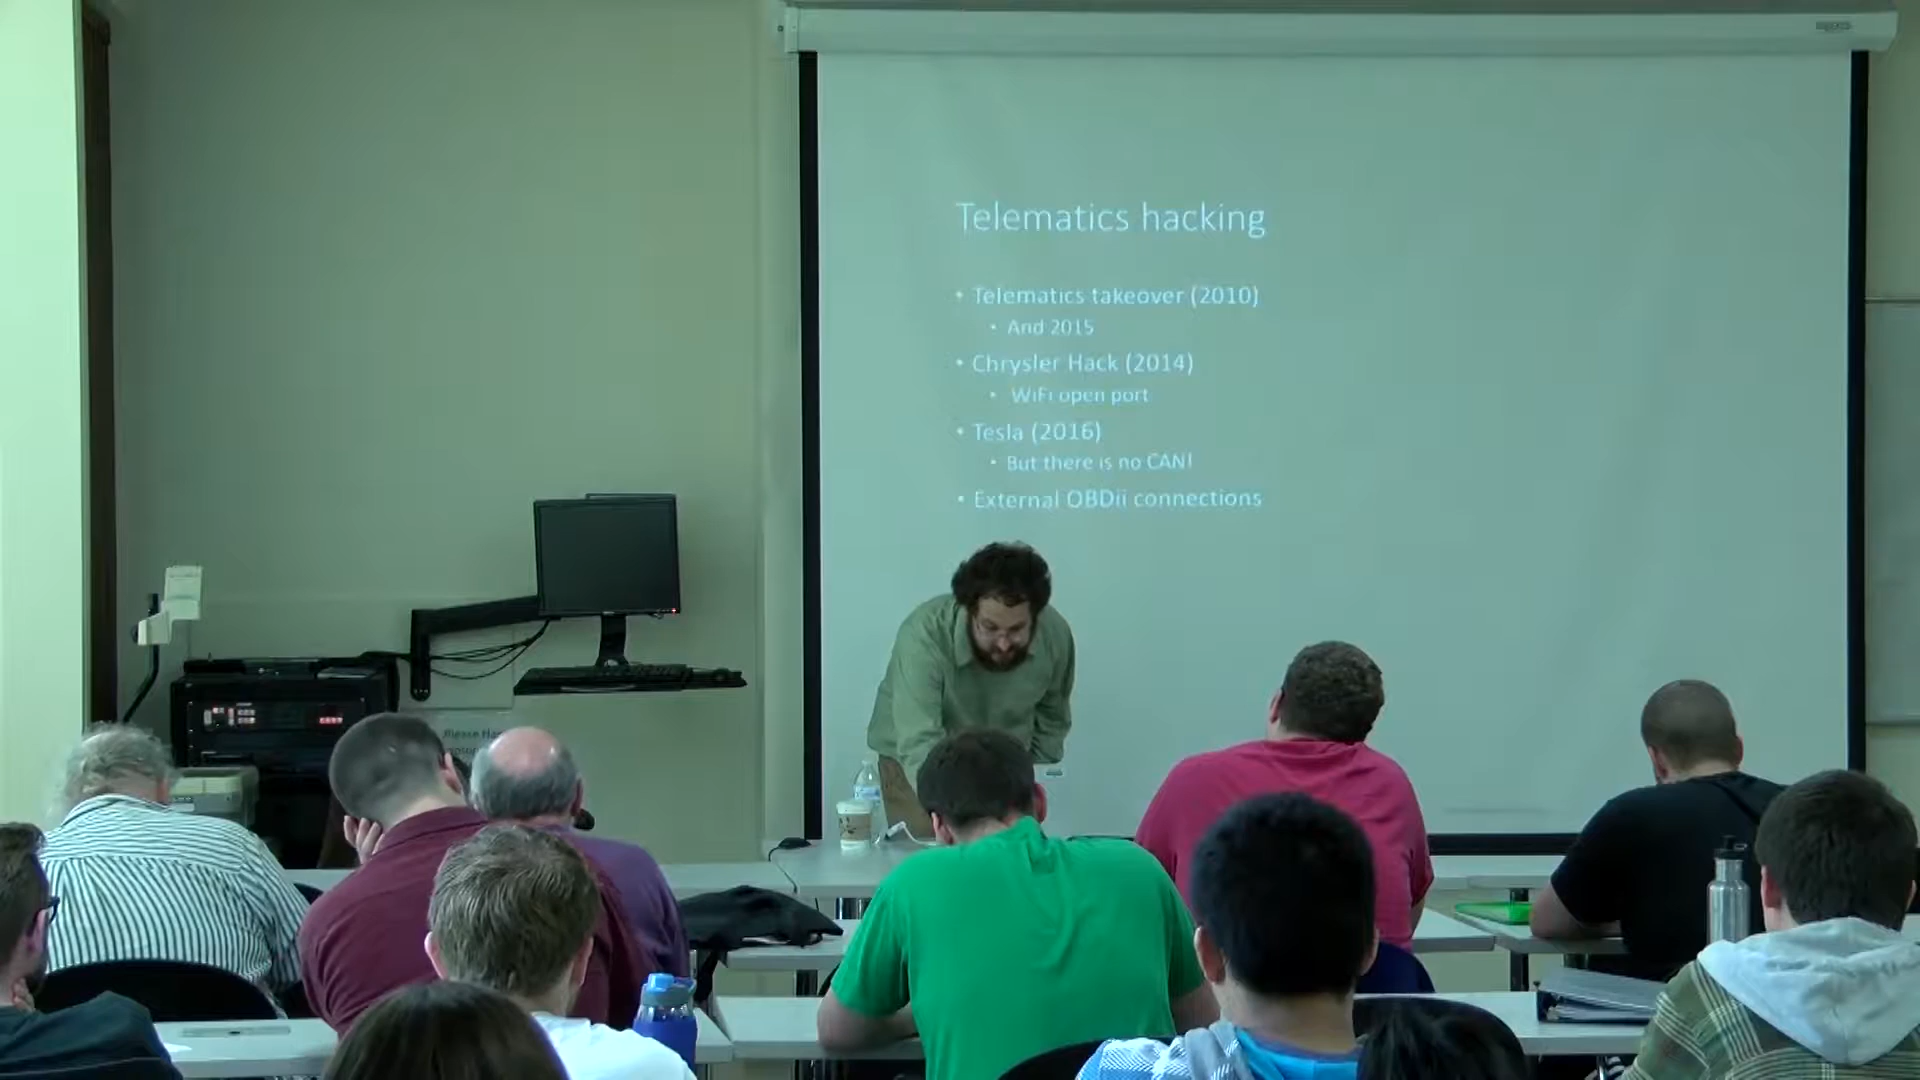 Telematics hacking
• Telematics takeover (2010)
• And 2015
• Chrysler Hack (2014)
• WiFi open port
• Tesla (2016)
• But there is no CAN!
• External OBDii connections
Please